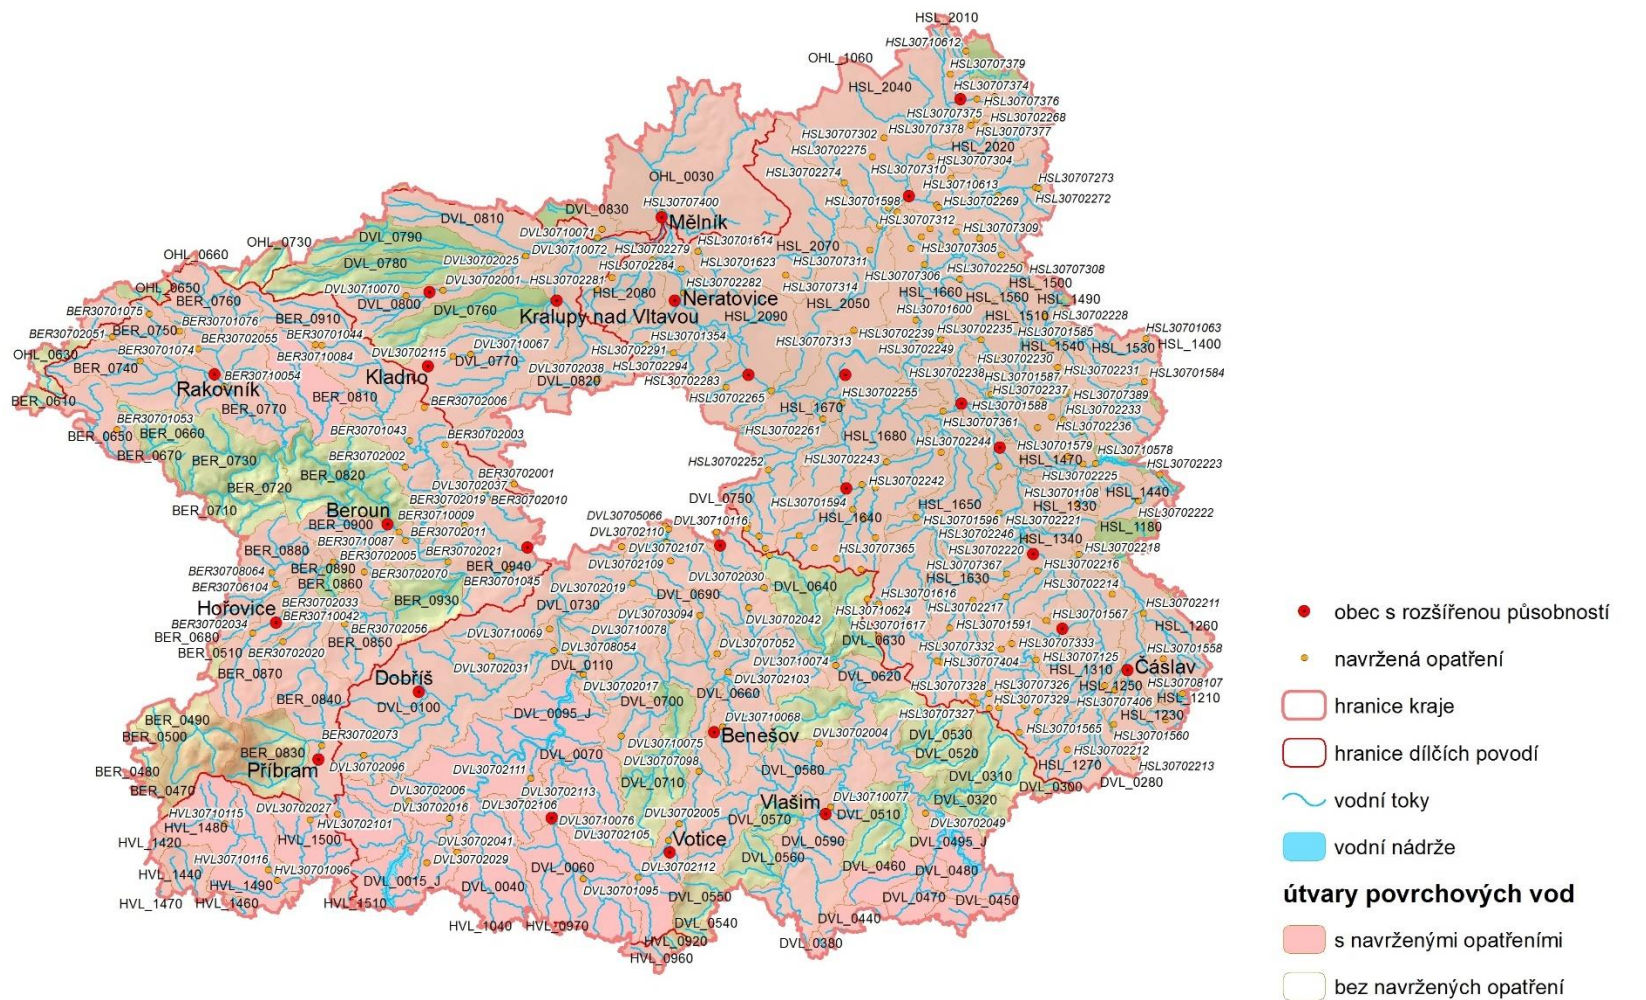 HSL_2010
HSL30710612
OHL_1060
HSL30707379
HSL_2040
HSL30707374
HSL30707376
HSL30707375
HSL30702268
HSL30707302
HSL30707378
HSL30707377
HSL30702275
HSL_2020
HSL30707304
HSL30702274
HSL30707310
OHL_0030
HSL30710613
HSL30707273
HSL30707400
HSL30701598
HSL30702269
HSL30702272
DVL_0810
DVL_0830
Mělník
HSL30707312
HSL30707309
DVL30710071
DVL_0790
OHL_0730
DVL30710072
HSL30702279
HSL30701614
HSL_2070
HSL30707305
OHL_0660
DVL_0780
DVL30702025
HSL30702284
HSL30701623
HSL30707311
HSL30702250
HSL30707308
OHL_0650
DVL30710070
DVL30702001
HSL30702281
HSL30702282
HSL30707306
HSL_1500
BER_0760
DVL_0800
HSL_2080
Neratovice
HSL30707314
HSL_1660
HSL_1560
HSL_1490
BER30701075
BER_0910
DVL_0760
Kralupy nad Vltavou
HSL_2090
HSL_2050
HSL30701600
HSL_1510
HSL30702228
BER30702051
BER_0750
BER30701076
BER30702055
BER30701044
HSL30701354
HSL30702239
HSL30702235
HSL30701585
HSL30701063
OHL_0630
BER30701074
BER30710084
DVL30702115
DVL30710067
HSL30702291
HSL30707313
HSL30702249
HSL_1540
HSL_1530
HSL_1400
BER_0740
DVL_0770
DVL30702038
HSL30702294
HSL30702230
HSL30702231
Rakovník
BER30710054
Kladno
DVL_0820
HSL30702283
HSL30702238
HSL30701587
HSL30701584
BER_0610
BER_0810
BER30702006
HSL30702265
HSL30702255
HSL30702237
HSL30707389
BER30701053
BER_0770
HSL_1670
HSL30701588
HSL30702233
BER_0650
BER_0660
BER30701043
BER30702003
HSL30702261
HSL_1680
HSL30707361
HSL30702236
BER_0670
BER_0730
BER30702002
HSL30702252
HSL30702243
HSL30702244
HSL30701579
HSL30710578
BER_0820
BER30702001
HSL_1470
HSL30702223
BER_0720
DVL30702037
HSL30702242
HSL30702225
BER_0710
Beroun
BER30702019
BER30702010
DVL_0750
HSL30701594
HSL_1650
HSL30701108
HSL_1440
BER_0900
BER30710009
DVL30705066
DVL30710116
HSL_1640
HSL30701596
HSL_1330
HSL30702222
BER30710087
BER30702011
DVL30702110
HSL30702246
HSL30702221
HSL_1180
BER_0880
BER30702005
BER30702021
DVL30702107
HSL30707365
HSL30702220
HSL_1340
HSL30702218
BER30708064
BER_0890
BER30702070
BER_0940
DVL30702109
DVL30702030
HSL30707367
HSL30702216
BER30706104
BER_0860
BER30701045
DVL30702019
DVL_0640
HSL_1630
HSL30702214
Hořovice
BER30702033
BER_0930
DVL_0730
DVL_0690
HSL30701616
HSL30702211
BER30702034
BER30710042
DVL30703094
DVL30702042
HSL30710624
HSL30702217
HSL30701567
BER_0680
BER30702056
DVL30710069
DVL30710078
HSL30701617
HSL30701591
HSL_1260
BER_0510
BER30702020
BER_0850
DVL30708054
DVL30707052
DVL_0630
HSL30707332
HSL30707333
HSL30701558
BER_0870
DVL30702031
DVL_0110
DVL30710074
HSL30707404
HSL30707125
Čáslav
Dobříš
DVL30702017
DVL30702103
DVL_0620
HSL_1310
HSL30708107
BER_0840
DVL_0100
DVL_0700
DVL_0660
HSL30707328
HSL30707326
HSL_1250
HSL_1210
BER_0490
DVL_0095_J
DVL30710068
HSL30707327
HSL30707329
HSL30707406
HSL_1230
BER_0500
BER30702073
Benešov
DVL30702004
DVL_0530
HSL30701565
HSL30701560
BER_0830
DVL30710075
DVL_0520
HSL30702212
BER_0480
Příbram
DVL30702096
DVL_0070
DVL30707098
HSL_1270
HSL30702213
BER_0470
DVL30702111
DVL_0710
DVL_0580
DVL_0310
DVL_0300
DVL_0280
HVL30710115
DVL30702027
DVL30702006
DVL30702113
DVL30702106
Vlašim
DVL30710077
DVL_0320
HVL_1480
DVL30702101
DVL30702016
DVL30710076
DVL30702005
DVL_0570
DVL_0510
DVL30702049
HVL_1420
HVL_1500
DVL30702041
DVL30702105
Votice
DVL_0590
DVL_0495_J
HVL30710116
DVL30702029
DVL_0060
DVL30702112
DVL_0560
DVL_0460
DVL_0480
HVL_1440
HVL_1490
HVL30701096
DVL_0015_J
DVL_0040
DVL30701095
DVL_0550
DVL_0470
DVL_0450
HVL_1470
HVL_1460
HVL_1510
DVL_0540
DVL_0440
HVL_1040
HVL_0970
HVL_0920
DVL_0380
HVL_0960
obec s rozšířenou působností
navržená opatření
hranice kraje
hranice dílčích povodí
vodní toky
vodní nádrže
útvary povrchových vod
s navrženými opatřeními
bez navržených opatření